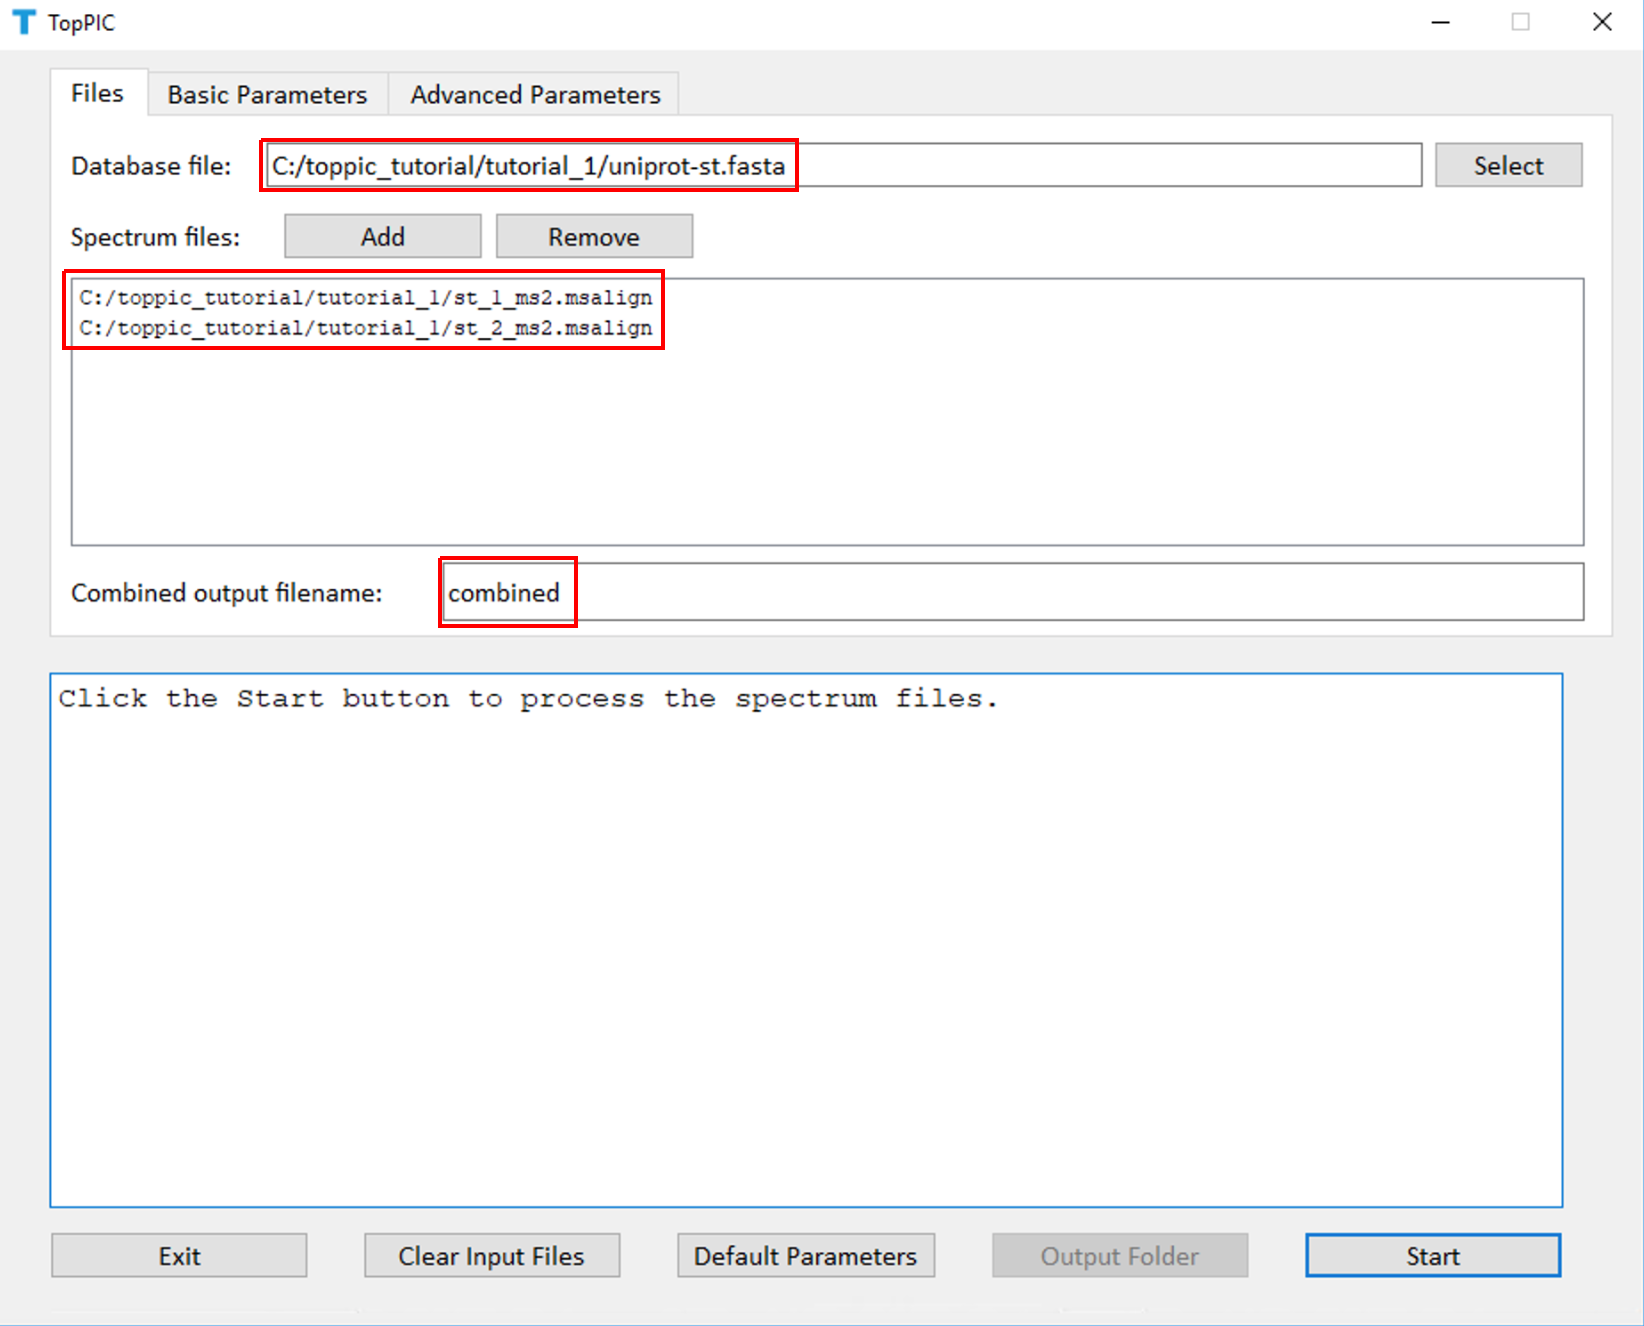 TopPIC
Files Basic Parameters Advanced Parameters
Database file: C:/toppic_tutorial/tutorial_1/uniprot-st.fasta Select
Spectrum files: Add Remove
C:/toppic_tutorial/tutorial_1/st_1_ms2.msalign
C:/toppic_tutorial/tutorial_1/st_2_ms2.msalign
Combined output filename: combined
Click the Start button to process the spectrum files.
Exit Clear Input Files Default Parameters Output Folder Start